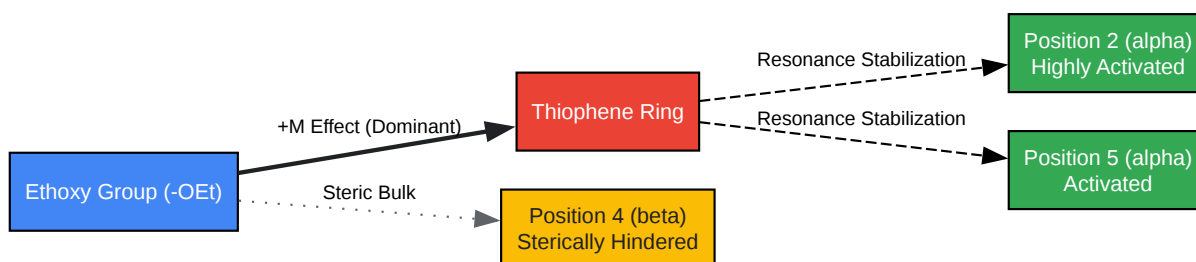 Ethoxy Group (-OEt)
+M Effect (Dominant)
Steric Bulk
Thiophene Ring
Position 4 (beta)
Sterically Hindered
Resonance Stabilization
Resonance Stabilization
Position 2 (alpha)
Highly Activated
Position 5 (alpha)
Activated